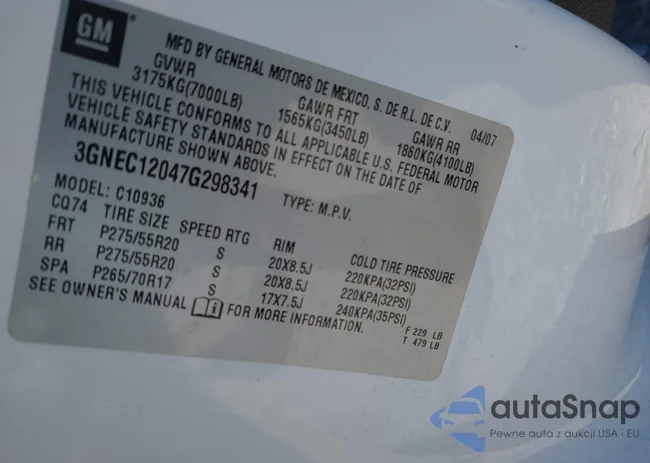 GM
MFD BY GENERAL MOTORS DE MEXICO, S. DE R.L. DE C.V. 04/07
GVWR GAWR FRT GAWR RR
3175KG(7000LB) 1565KG(3450LB) 1860KG(4100LB)
THIS VEHICLE CONFORMS TO ALL APPLICABLE U.S. FEDERAL MOTOR
VEHICLE SAFETY STANDARDS IN EFFECT ON THE DATE OF
MANUFACTURE SHOWN ABOVE.
3GNEC12047G298341 TYPE: M.P.V.
MODEL: C10936
CQ74 TIRE SIZE SPEED RTG RIM COLD TIRE PRESSURE
FRT P275/55R20 S 20X8.5J 220KPA(32PSI)
RR P275/55R20 S 20X8.5J 220KPA(32PSI)
SPA P265/70R17 S 17X7.5J 240KPA(35PSI)
SEE OWNER'S MANUAL FOR MORE INFORMATION.
F 229 LB
T 479 LB
autaSnap
Pewne auta z aukcji USA i EU